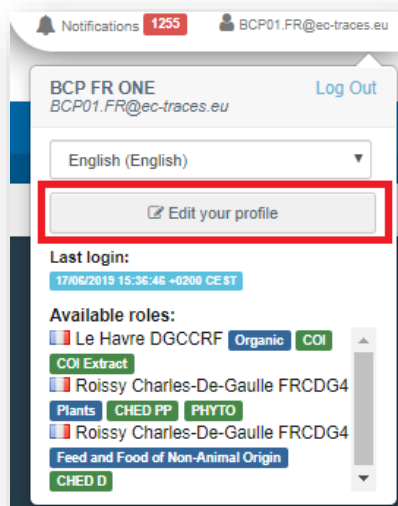 Notifications 1255 BCP01.FR@ec-traces.eu
BCP FR ONE Log Out
BCP01.FR@ec-traces.eu
English (English)
Edit your profile
Last login:
17/06/2019 15:36:46 +0200 CEST
Available roles:
Le Havre DGCCRF Organic COI
COI Extract
Roissy Charles-De-Gaulle FRCDG4
Plants CHED PP PHYTO
Roissy Charles-De-Gaulle FRCDG4
Feed and Food of Non-Animal Origin
CHED D